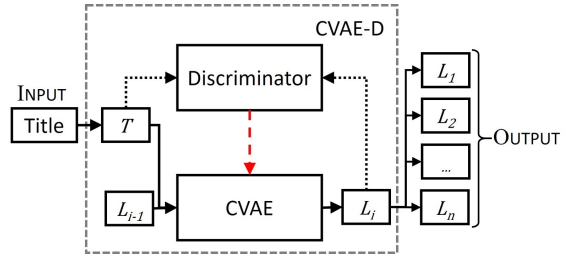 CVAE-D
INPUT
Title
T
Discriminator
L1
L2
...
Ln
OUTPUT
Li-1
CVAE
Li